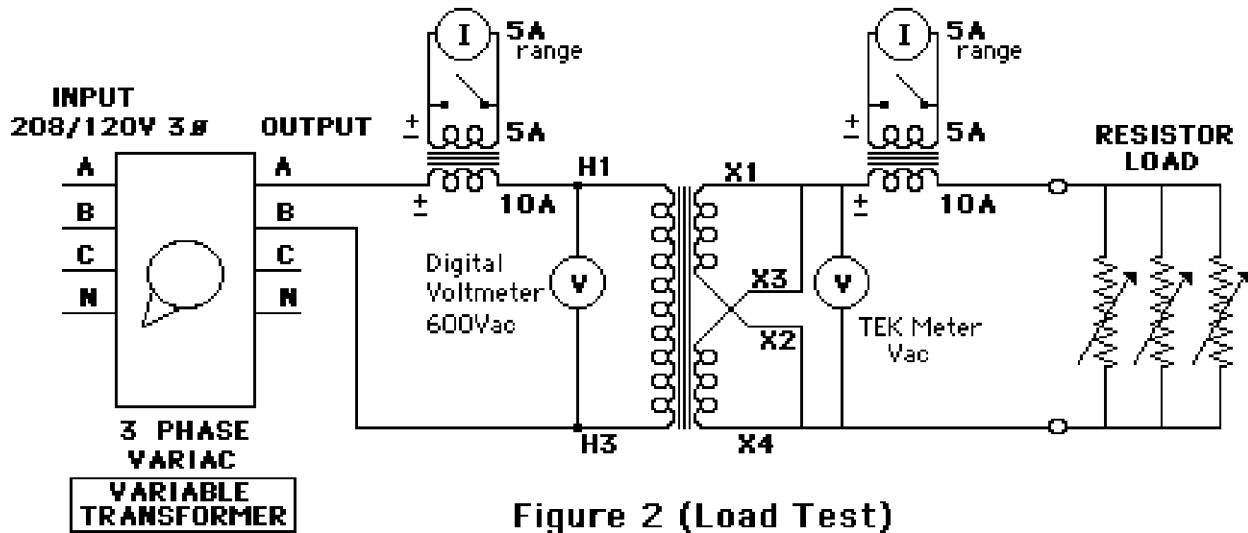 I
5A
range
I
5A
range
INPUT
208/120V 3ø
OUTPUT
±
5A
±
5A
RESISTOR
LOAD
A
A
H1
X1
±
10A
±
10A
B
B
C
C
N
N
Digital
Voltmeter
600Vac
V
X3
V
X2
TEK Meter
Vac
3 PHASE
VARIAC
H3
X4
VARIABLE
TRANSFORMER
Figure 2 (Load Test)